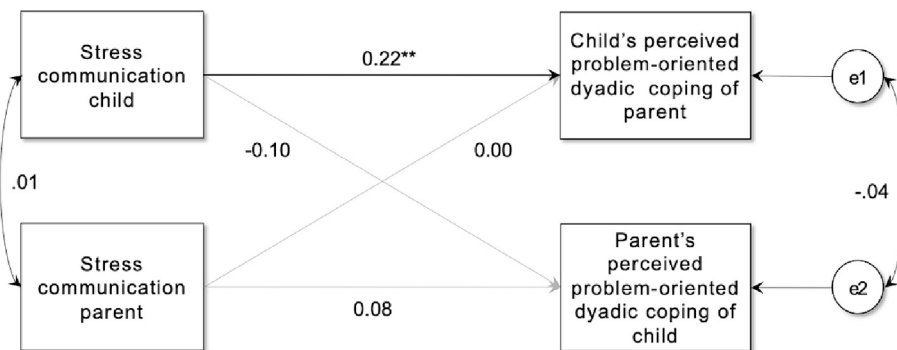 Stress
communication
child
0.22**
Child's perceived
problem-oriented
dyadic coping of
parent
e1
-0.10
0.00
.01
-.04
Stress
communication
parent
0.08
Parent's
perceived
problem-oriented
dyadic coping of
child
e2